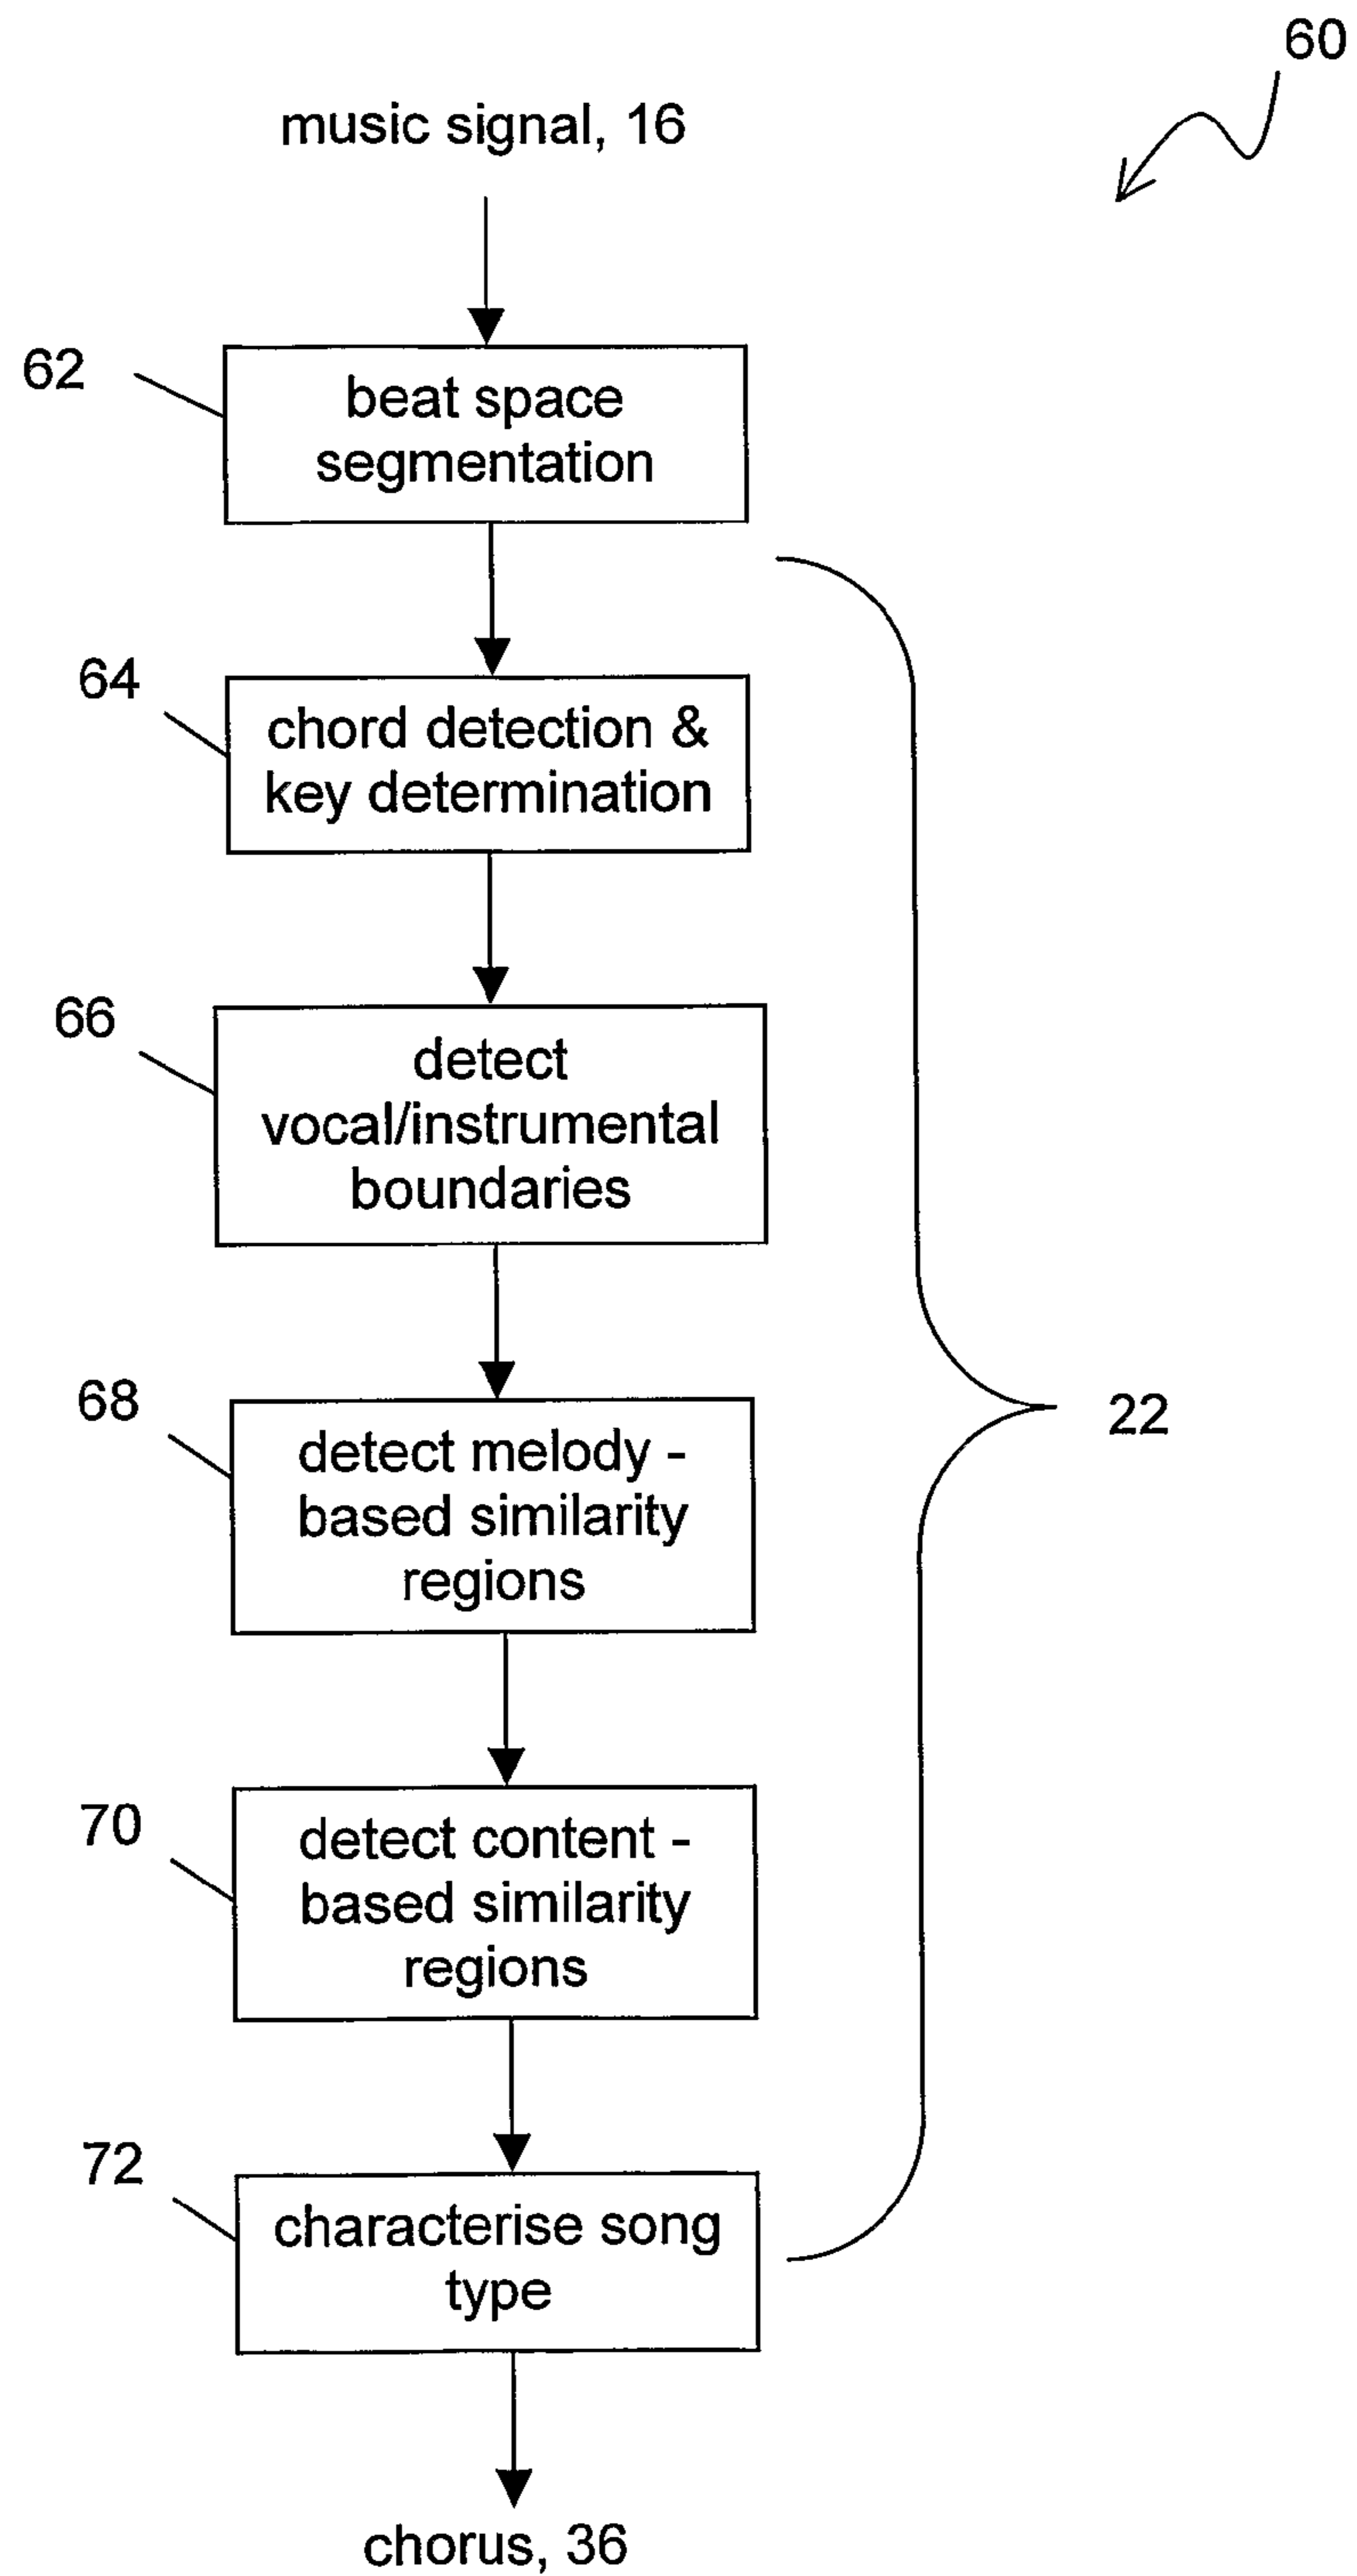 60
music signal, 16
62
beat space
segmentation
64
chord detection &
key determination
66
detect
vocal/instrumental
boundaries
68
detect melody -
based similarity
regions
22
70
detect content -
based similarity
regions
72
characterise song
type
chorus, 36